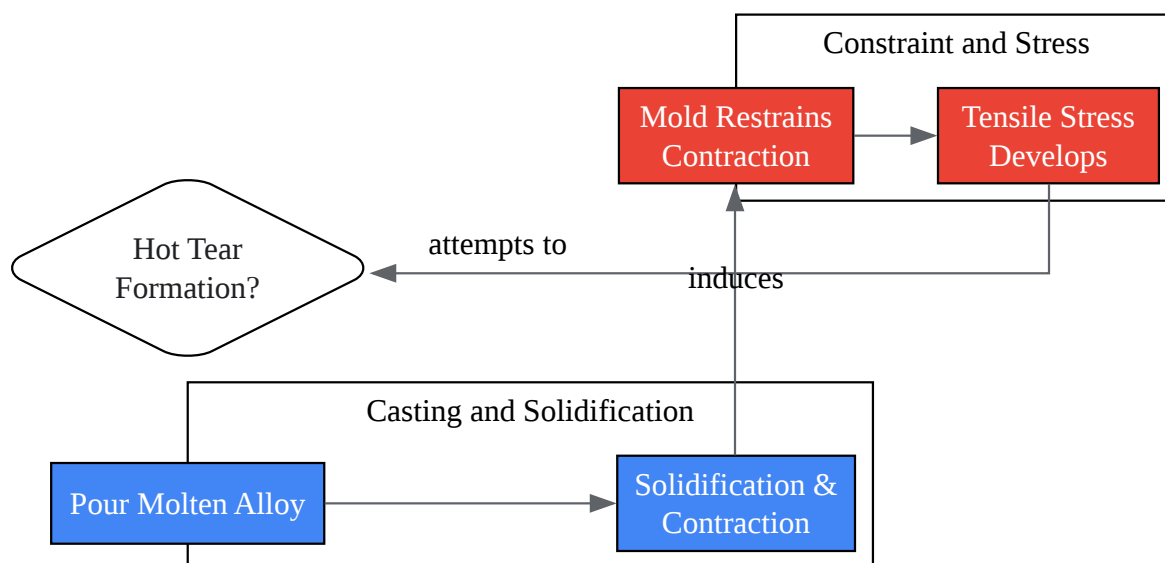 Constraint and Stress
Mold Restrains
Contraction
Tensile Stress
Develops
Hot Tear
Formation?
attempts to
induces
Casting and Solidification
Pour Molten Alloy
Solidification &
Contraction